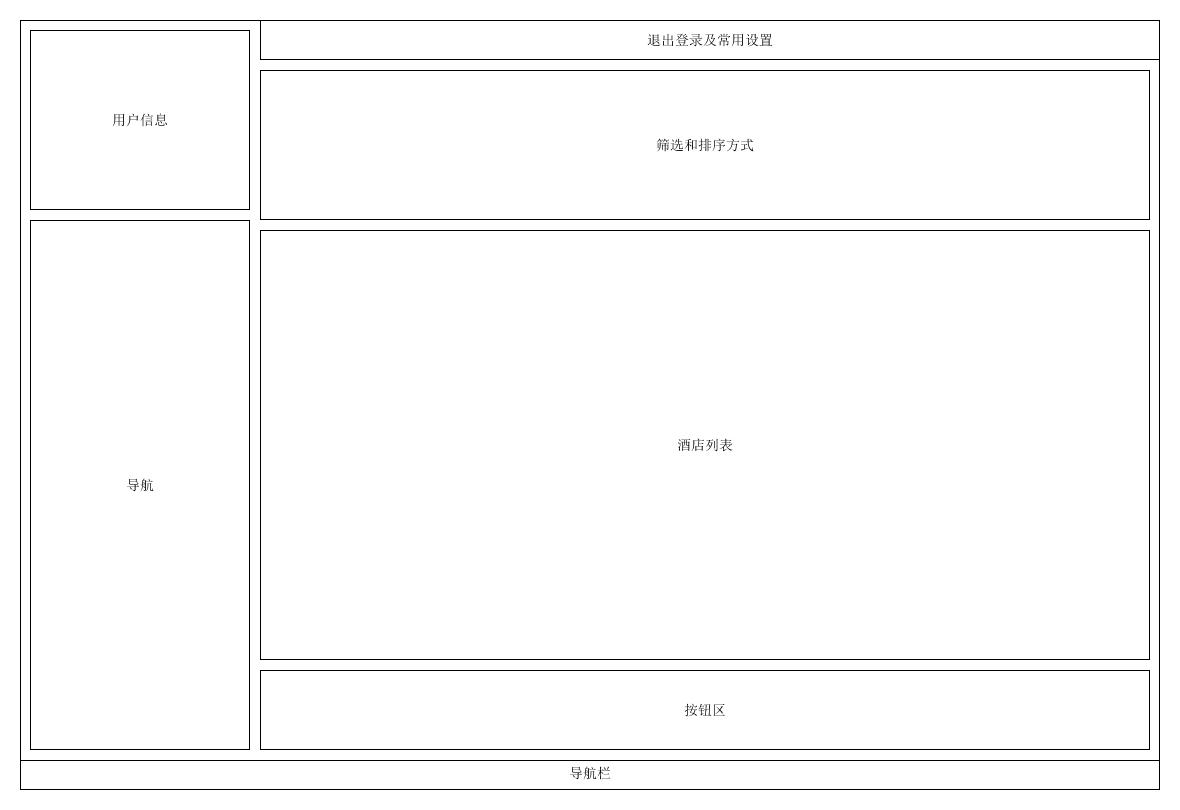 退出登录及常用设置
用户信息
筛选和排序方式
导航
酒店列表
按钮区
导航栏